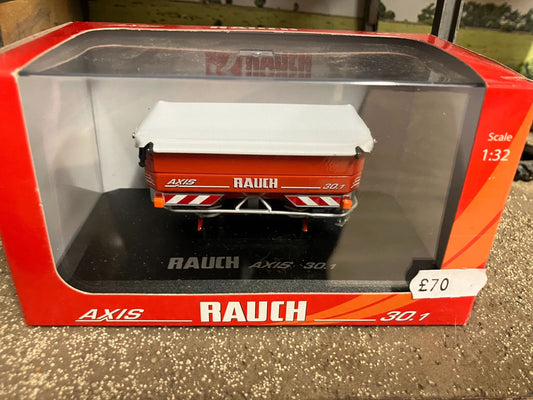 RAUCH
Scale
1:32
AXIS RAUCH 30.1
RAUCH AXIS 30.1
£70
AXIS RAUCH 30.1